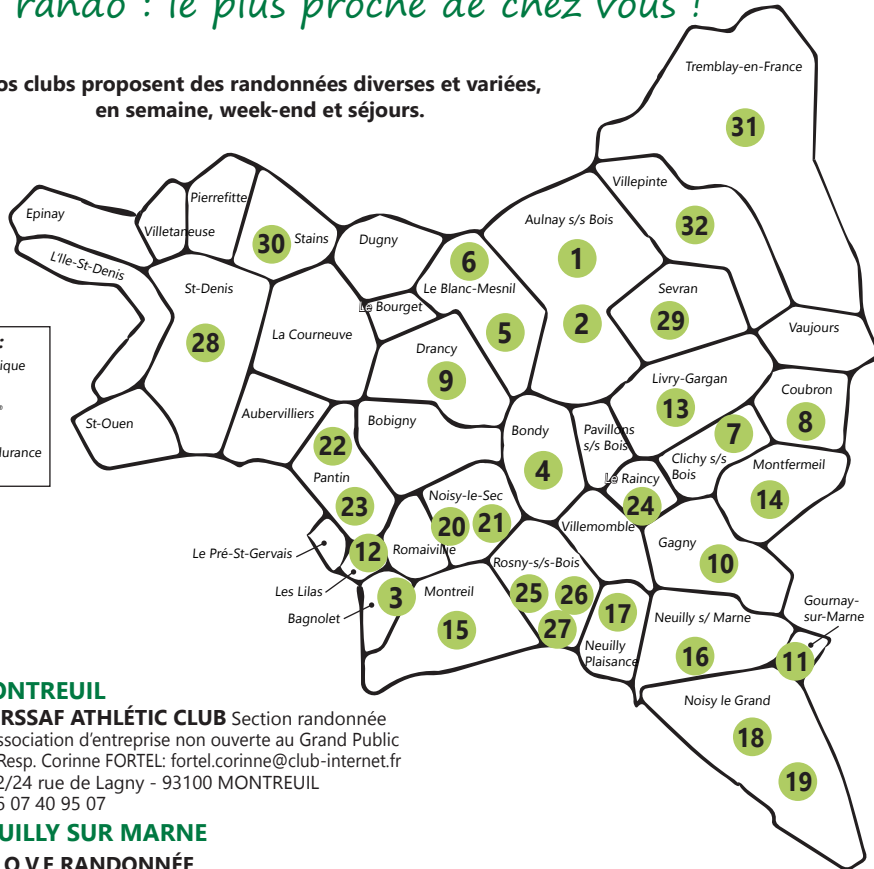 rando : le plus proche de chez vous !
os clubs proposent des randonnées diverses et variées,
en semaine, week-end et séjours.
Tremblay-en-France
31
Villepinte
32
Epinay
Villetaneuse
Pierrefitte
30 Stains
Dugny
Aulnay s/s Bois
1
2
6
Le Blanc-Mesnil
5
L'Ile-St-Denis
St-Denis
28
Le Bourget
La Courneuve
Sevran
29
Vaujours
Drancy
9
:
ique
lurance
St-Ouen
Aubervilliers
Bobigny
Livry-Gargan
13
Coubron
8
22
Pantin
23
Bondy
4
Pavillons
s/s Bois
7
Clichy s/s
Bois
Montfermeil
14
Le Raincy
24
Noisy-le-Sec
20 21
Villemomble
Le Pré-St-Gervais
12
Romaiville
Gagny
10
Les Lilas
Bagnolet
3
Montreil
15
Rosny-s/s-Bois
25 26
27
17
Neuilly
Plaisance
Neuilly s/ Marne
16
Gournay-
sur-Marne
11
Noisy le Grand
18
19
ONTREUIL
RSSAF ATHLÉTIC CLUB Section randonnée
ssociation d'entreprise non ouverte au Grand Public
Resp. Corinne FORTEL: fortel.corinne@club-internet.fr
2/24 rue de Lagny - 93100 MONTREUIL
6 07 40 95 07
UILLY SUR MARNE
O.V.E RANDONNÉE